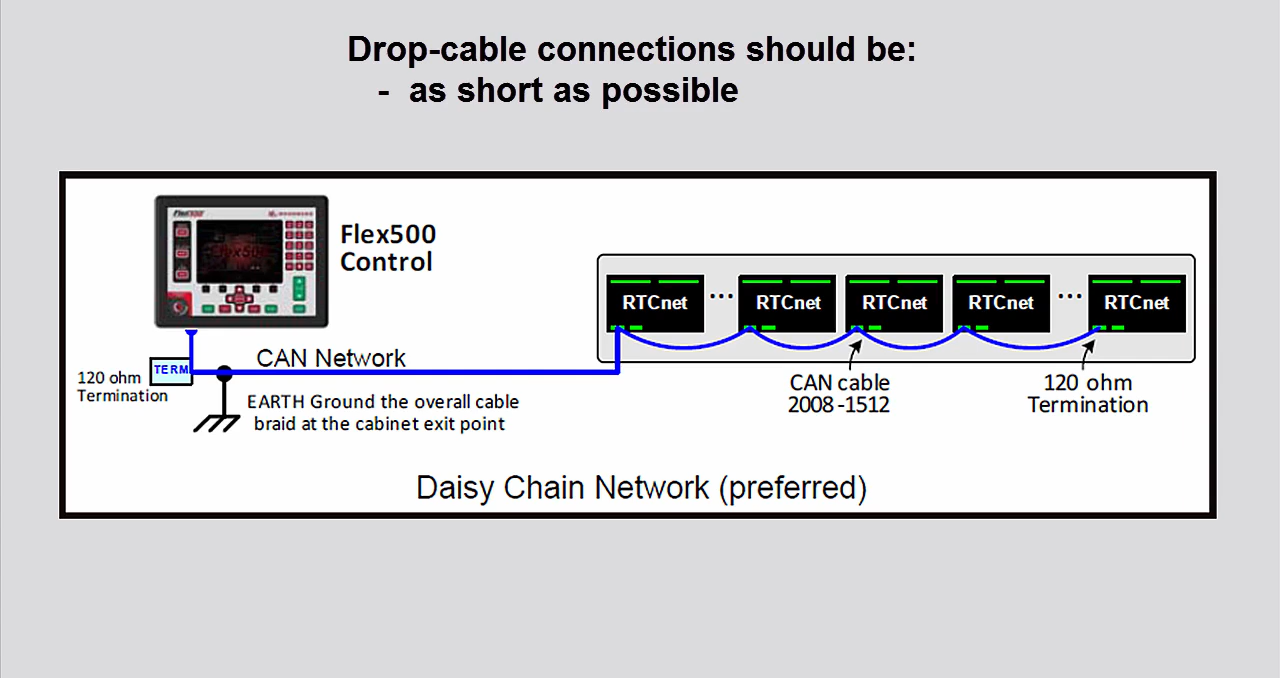 Drop-cable connections should be:
- as short as possible
Flex500
Flex500
Control
RTCnet ... RTCnet RTCnet RTCnet ... RTCnet
CAN Network
TERM
120 ohm
Termination
EARTH Ground the overall cable
braid at the cabinet exit point
CAN cable
2008-1512
120 ohm
Termination
Daisy Chain Network (preferred)